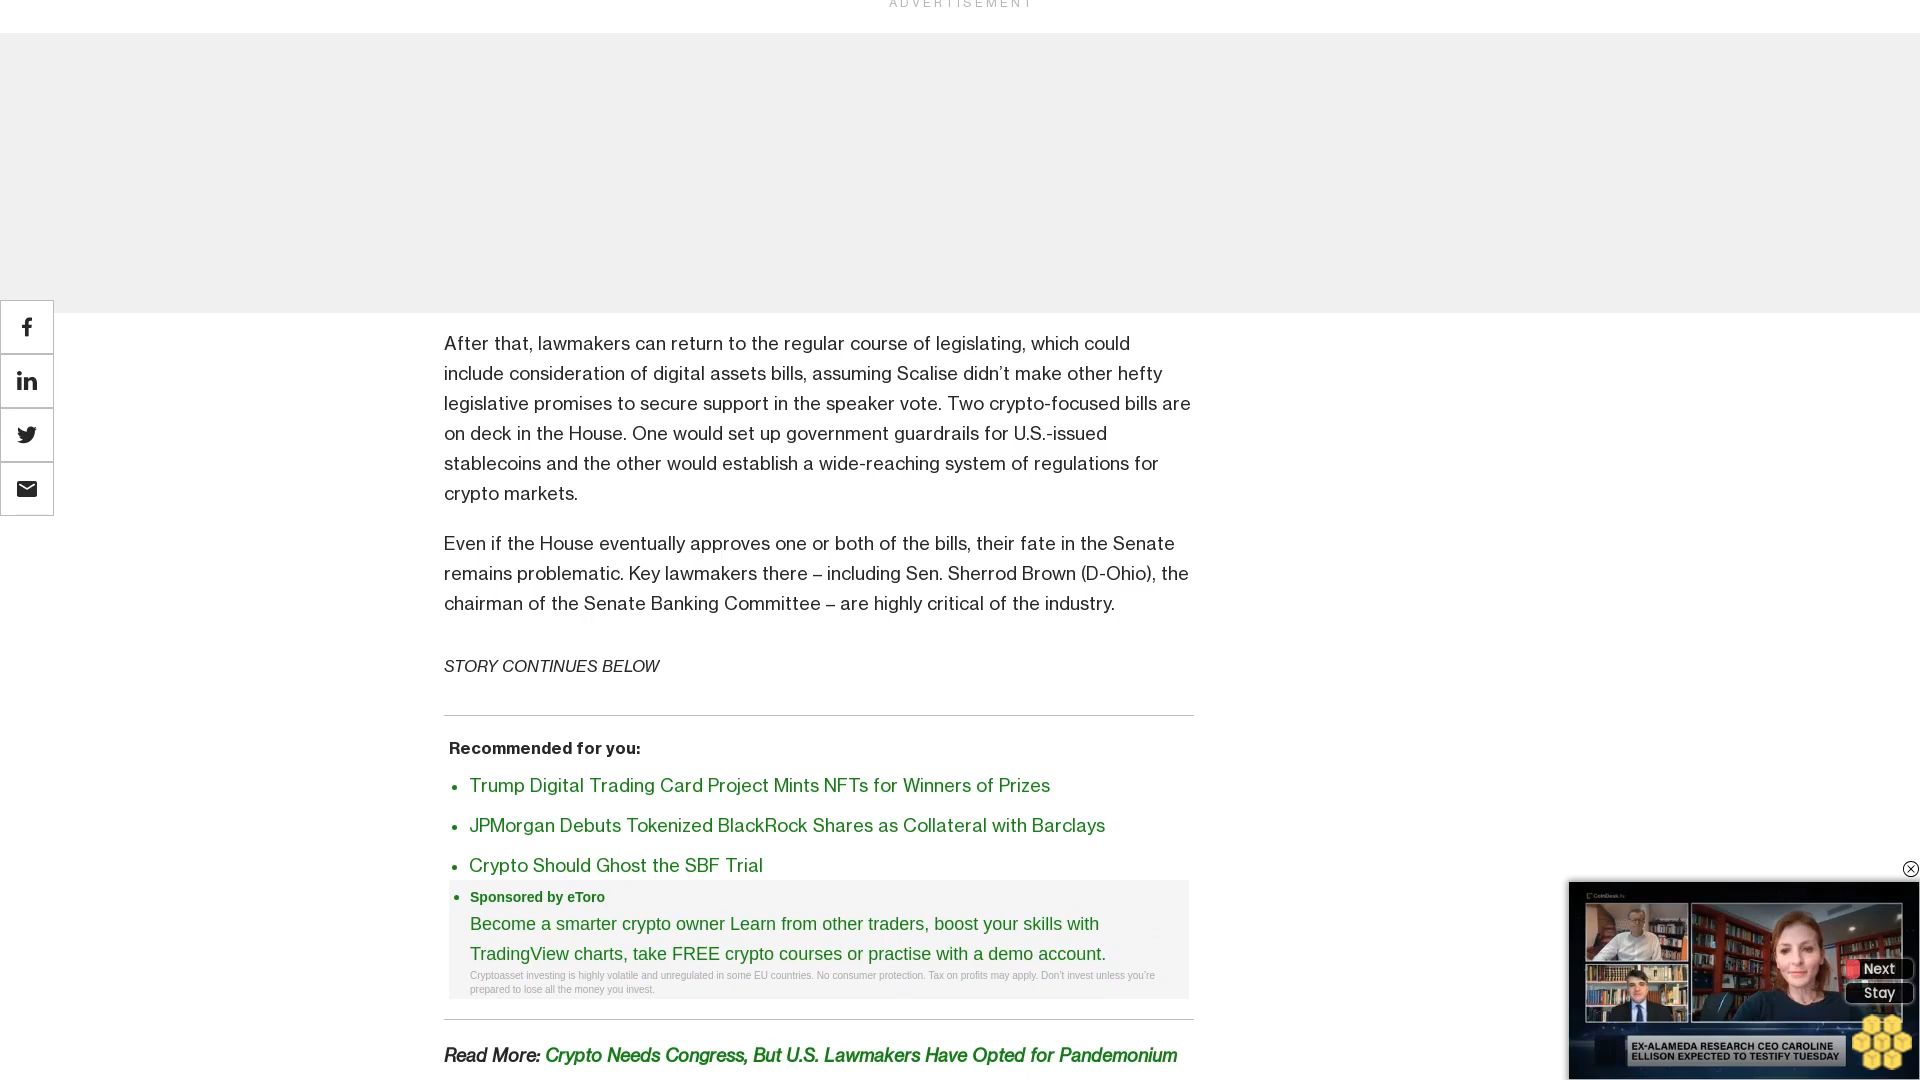 ADVERTISEMENT
After that, lawmakers can return to the regular course of legislating, which could
include consideration of digital assets bills, assuming Scalise didn’t make other hefty
legislative promises to secure support in the speaker vote. Two crypto-focused bills are
on deck in the House. One would set up government guardrails for U.S.-issued
stablecoins and the other would establish a wide-reaching system of regulations for
crypto markets.
Even if the House eventually approves one or both of the bills, their fate in the Senate
remains problematic. Key lawmakers there – including Sen. Sherrod Brown (D-Ohio), the
chairman of the Senate Banking Committee – are highly critical of the industry.
STORY CONTINUES BELOW
Recommended for you:
• Trump Digital Trading Card Project Mints NFTs for Winners of Prizes
• JPMorgan Debuts Tokenized BlackRock Shares as Collateral with Barclays
• Crypto Should Ghost the SBF Trial
• Sponsored by eToro
Become a smarter crypto owner Learn from other traders, boost your skills with
TradingView charts, take FREE crypto courses or practise with a demo account.
Cryptoasset investing is highly volatile and unregulated in some EU countries. No consumer protection. Tax on profits may apply. Don’t invest unless you’re
prepared to lose all the money you invest.
Read More: Crypto Needs Congress, But U.S. Lawmakers Have Opted for Pandemonium
CoinDesk tv
Next
Stay
EX-ALAMEDA RESEARCH CEO CAROLINE
ELLISON EXPECTED TO TESTIFY TUESDAY